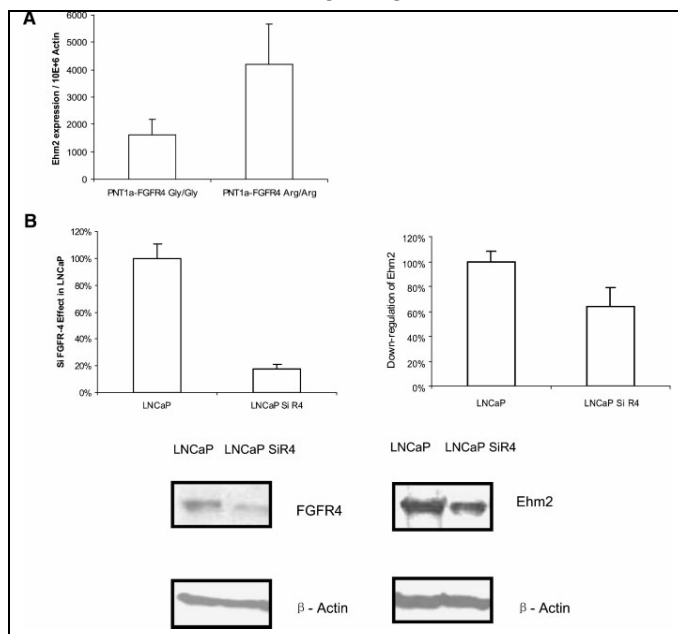 A
Ehm2 expression / 10E+6 Actin
6000
5000
4000
3000
2000
1000
0
PNT1a-FGFR4 Gly/Gly PNT1a-FGFR4 Arg/Arg
B
Si FGFR-4 Effect in LNCaP
120%
100%
80%
60%
40%
20%
0%
LNCaP LNCaP Si R4
Down-regulation of Ehm2
120%
100%
80%
60%
40%
20%
0%
LNCaP LNCaP Si R4
LNCaP LNCaP SiR4
FGFR4
β - Actin
LNCaP LNCaP SiR4
Ehm2
β - Actin